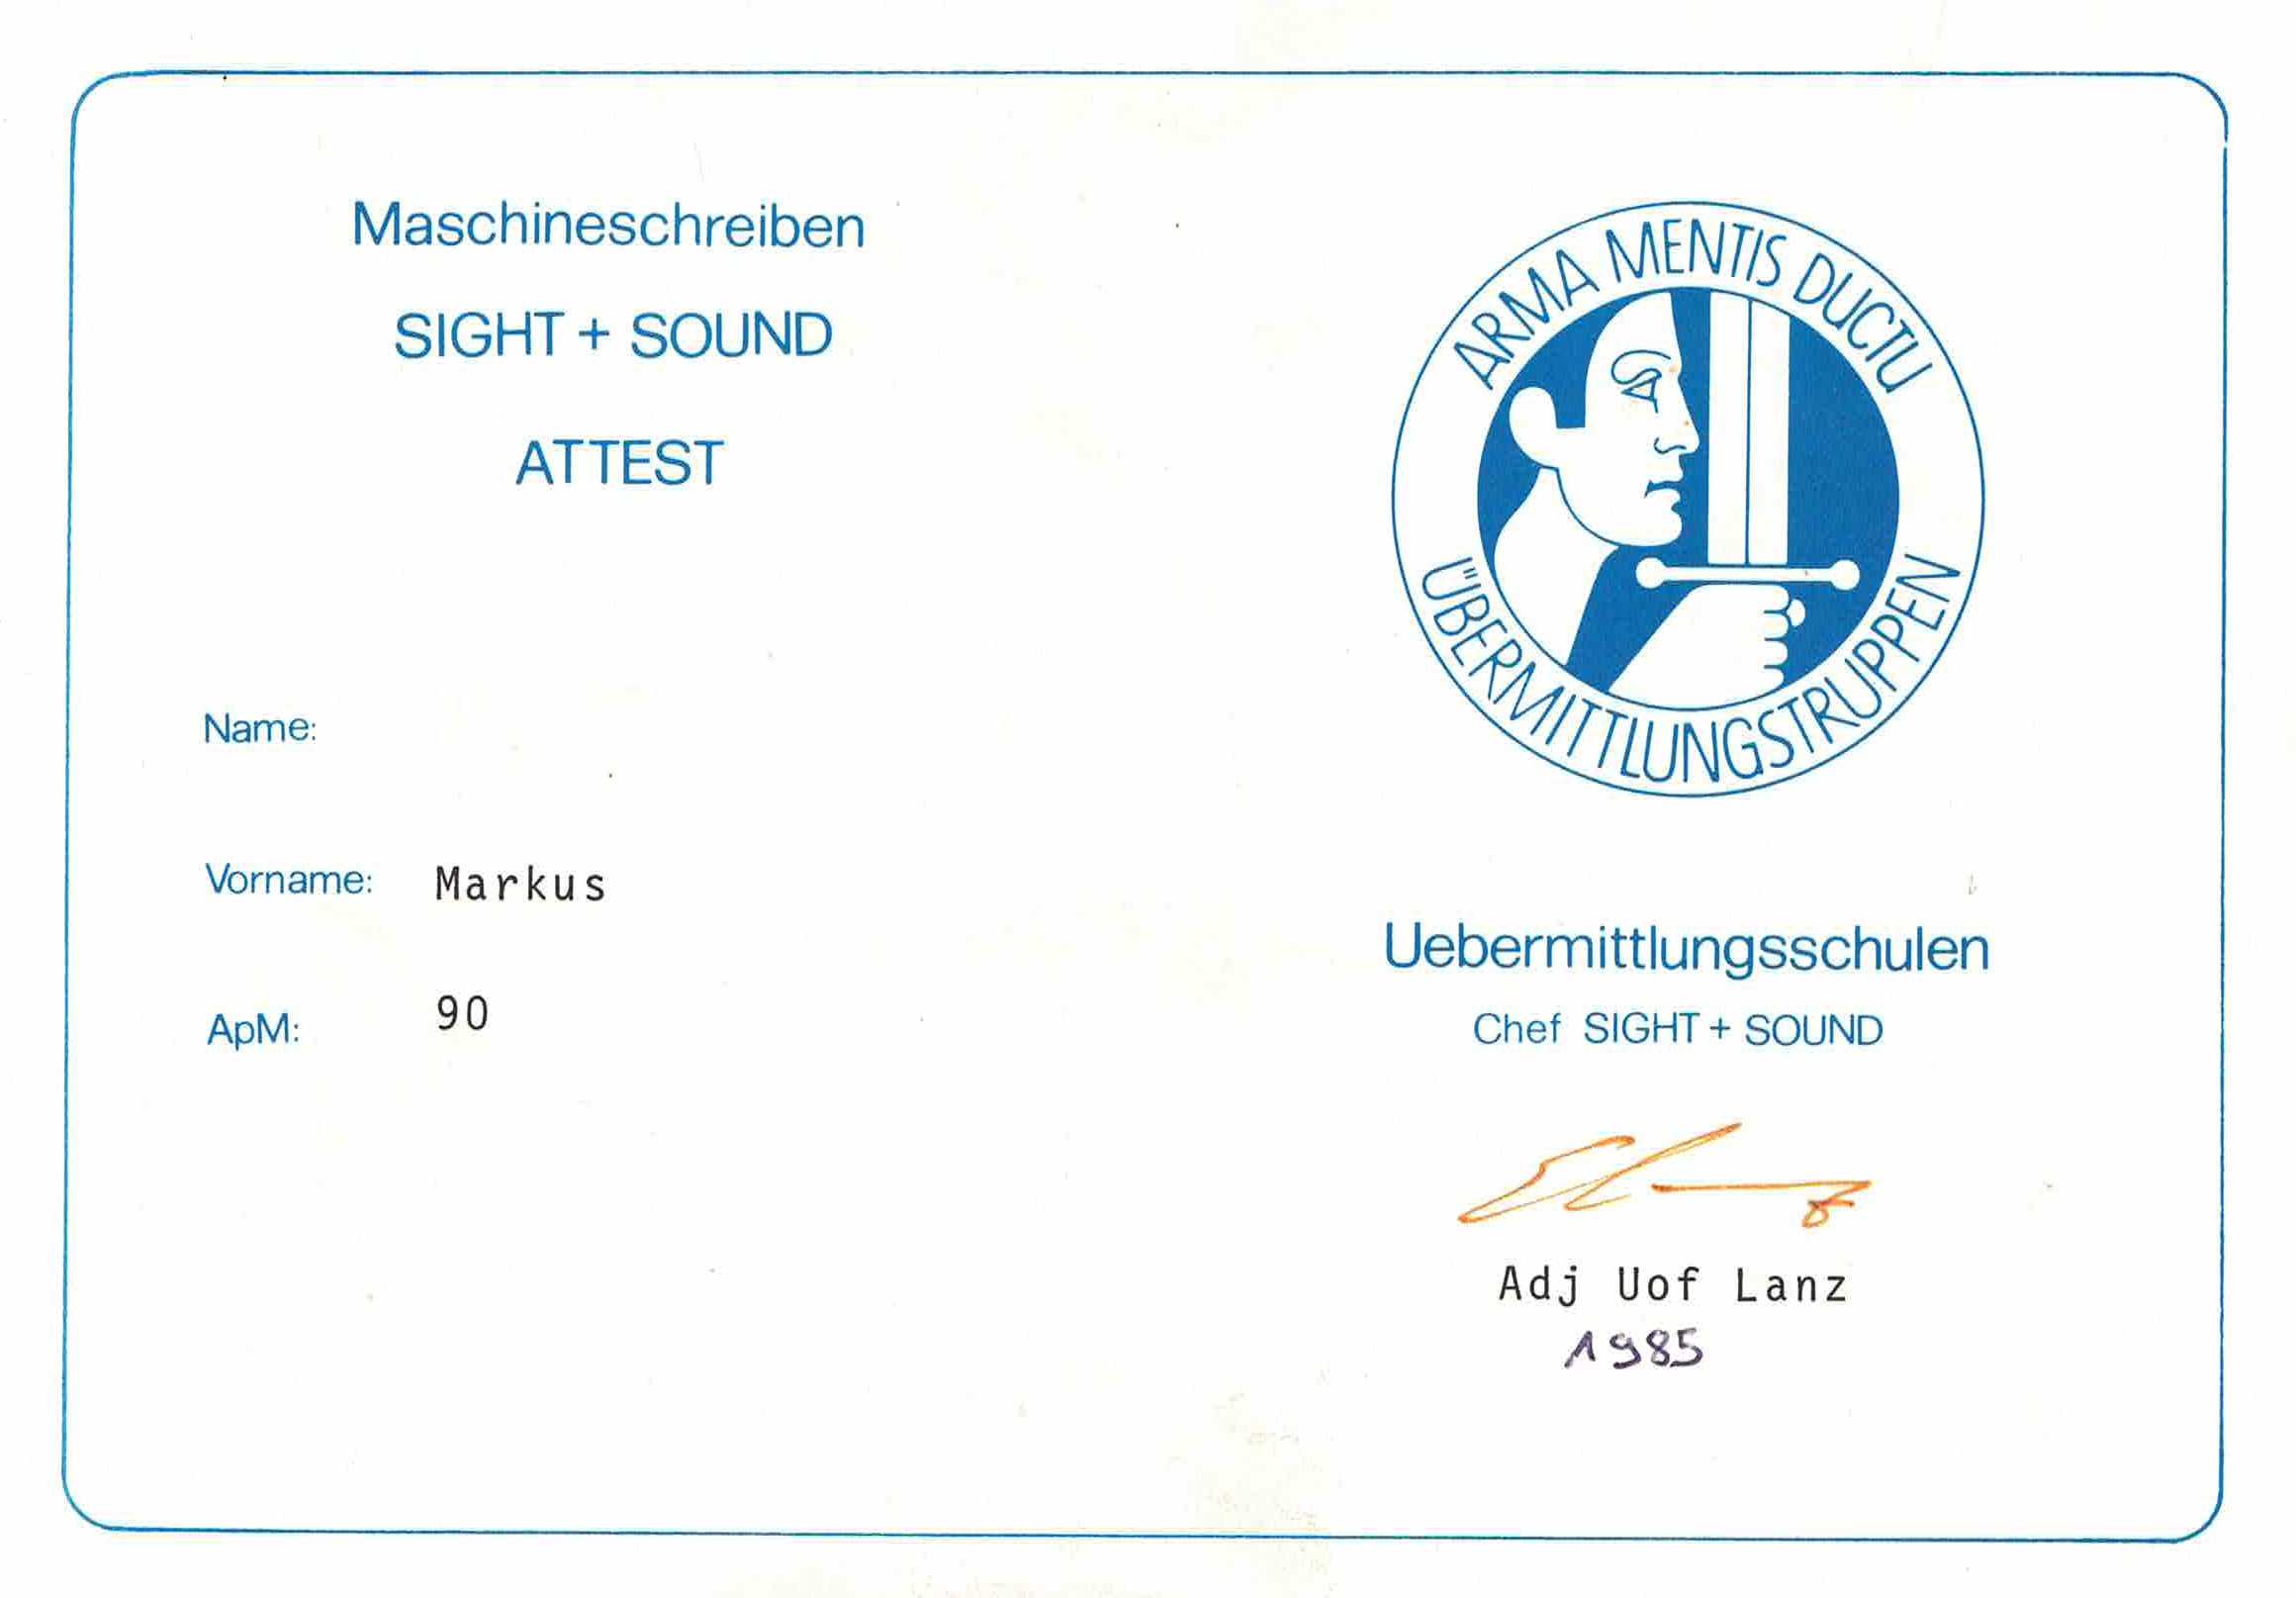 Maschineschreiben
SIGHT + SOUND
ATTEST
ARMA MENTIS DUCTU
ÜBERMITTLUNGSTRUPPEN
Name:
Vorname: Markus
ApM: 90
Uebermittlungsschulen
Chef SIGHT + SOUND
Adj Uof Lanz
1985